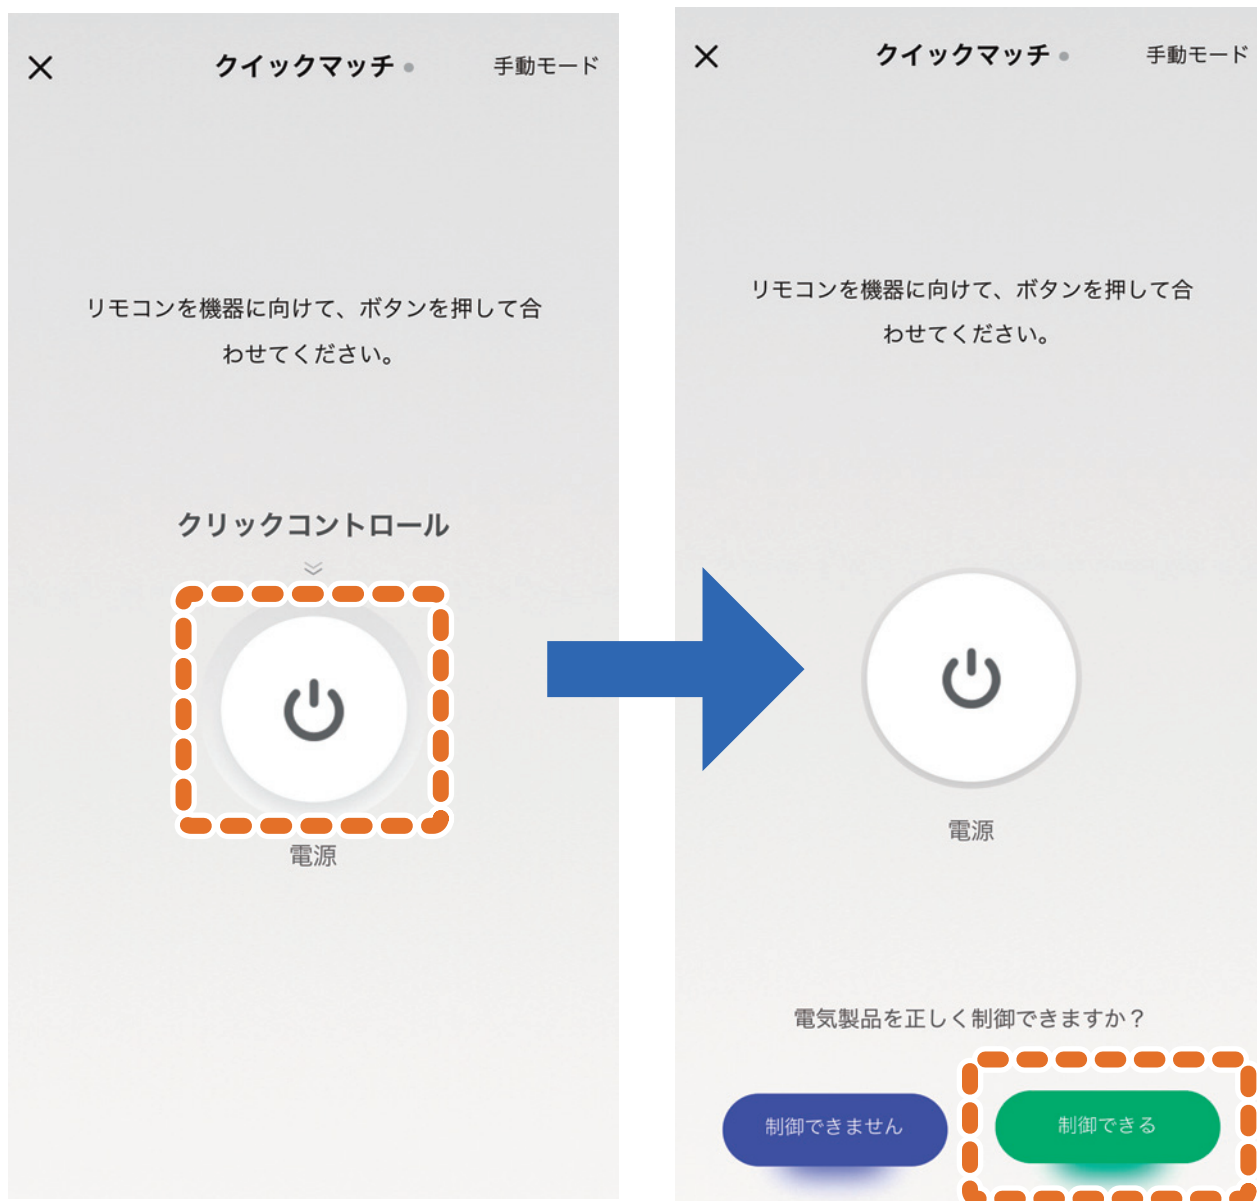 クイックマッチ
手動モード
リモコンを機器に向けて、ボタンを押して合
わせてください。
クリックコントロール
電源
クイックマッチ
手動モード
リモコンを機器に向けて、ボタンを押して合
わせてください。
電源
電気製品を正しく制御できますか？
制御できません
制御できる